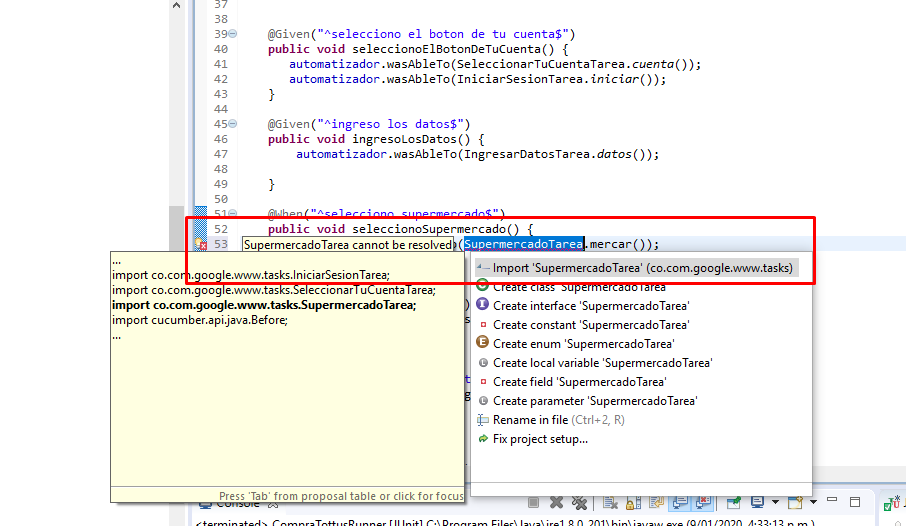 37
38
39 @Given("^selecciono el boton de tu cuenta$")
40 public void seleccionoElBotonDeTuCuenta() {
41 automatizador.wasAbleTo(SeleccionarTuCuentaTarea.cuenta());
42 automatizador.wasAbleTo(IniciarSesionTarea.iniciar());
43 }
44
45 @Given("^ingreso los datos$")
46 public void ingresoLosDatos() {
47 automatizador.wasAbleTo(IngresarDatosTarea.datos());
48
49 }
50
51 @When("^selecciono supermercado$")
52 public void seleccionoSupermercado() {
53 SupermercadoTarea cannot be resolved (SupermercadoTarea.mercar());
...
import co.com.google.www.tasks.IniciarSesionTarea;
import co.com.google.www.tasks.SeleccionarTuCuentaTarea;
import co.com.google.www.tasks.SupermercadoTarea;
import cucumber.api.java.Before;
...
Press 'Tab' from proposal table or click for focus
Import 'SupermercadoTarea' (co.com.google.www.tasks)
Create class 'SupermercadoTarea'
Create interface 'SupermercadoTarea'
Create constant 'SupermercadoTarea'
Create enum 'SupermercadoTarea'
Create local variable 'SupermercadoTarea'
Create field 'SupermercadoTarea'
Create parameter 'SupermercadoTarea'
Rename in file (Ctrl+2, R)
Fix project setup...
Console
<terminated> CompraTottusRunner [JUnit] C:\Program Files\Java\jre1.8.0_201\bin\javaw.exe (9/01/2020, 4:33:13 p.m.)